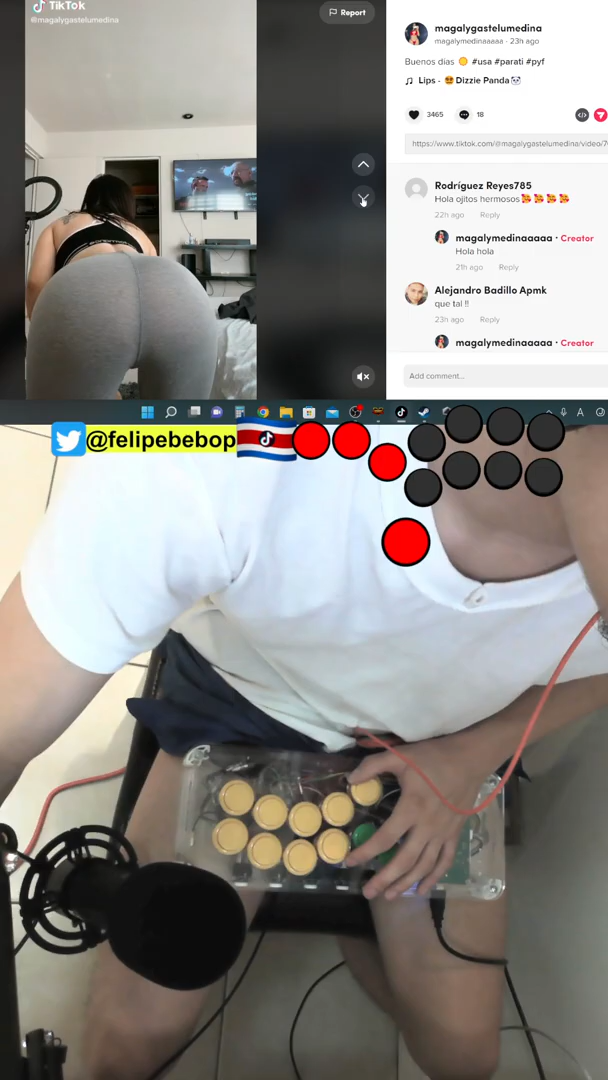 TikTok
@magalygastelumedina
Report
magalygastelumedina
magalymedinaaaaa · 23h ago
Buenos dias 🌞 #usa #parati #pyf
♫ Lips - 🤩Dizzie Panda🐼
3465
18
https://www.tiktok.com/@magalygastelumedina/video/7
Rodríguez Reyes785
Hola ojitos hermosos🥰🥰🥰🥰
22h ago Reply
magalymedinaaaaa · Creator
Hola hola
21h ago Reply
Alejandro Badillo Apmk
que tal !!
23h ago Reply
magalymedinaaaaa · Creator
Add comment...
A
@felipebebop